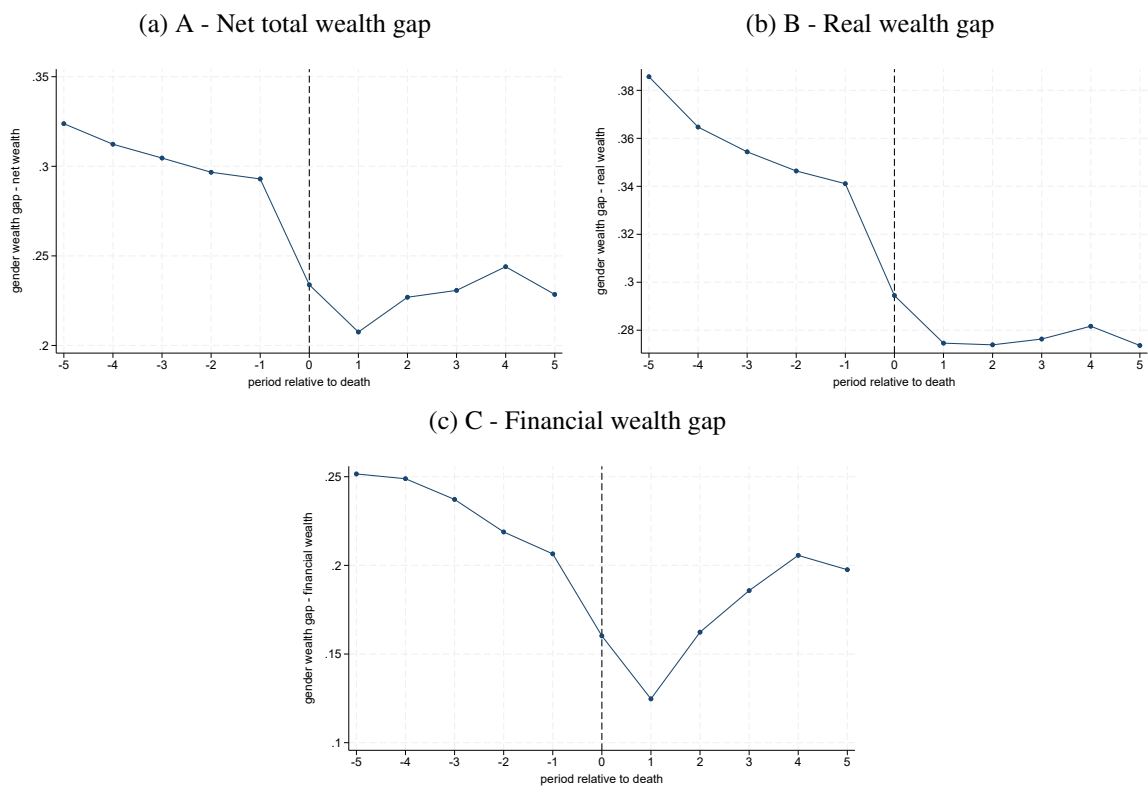 (a) A - Net total wealth gap
gender wealth gap - net wealth
.35
.3
.25
.2
-5 -4 -3 -2 -1 0 1 2 3 4 5
period relative to death
(b) B - Real wealth gap
gender wealth gap - real wealth
.38
.36
.34
.32
.3
.28
-5 -4 -3 -2 -1 0 1 2 3 4 5
period relative to death
(c) C - Financial wealth gap
gender wealth gap - financial wealth
.25
.2
.15
.1
-5 -4 -3 -2 -1 0 1 2 3 4 5
period relative to death